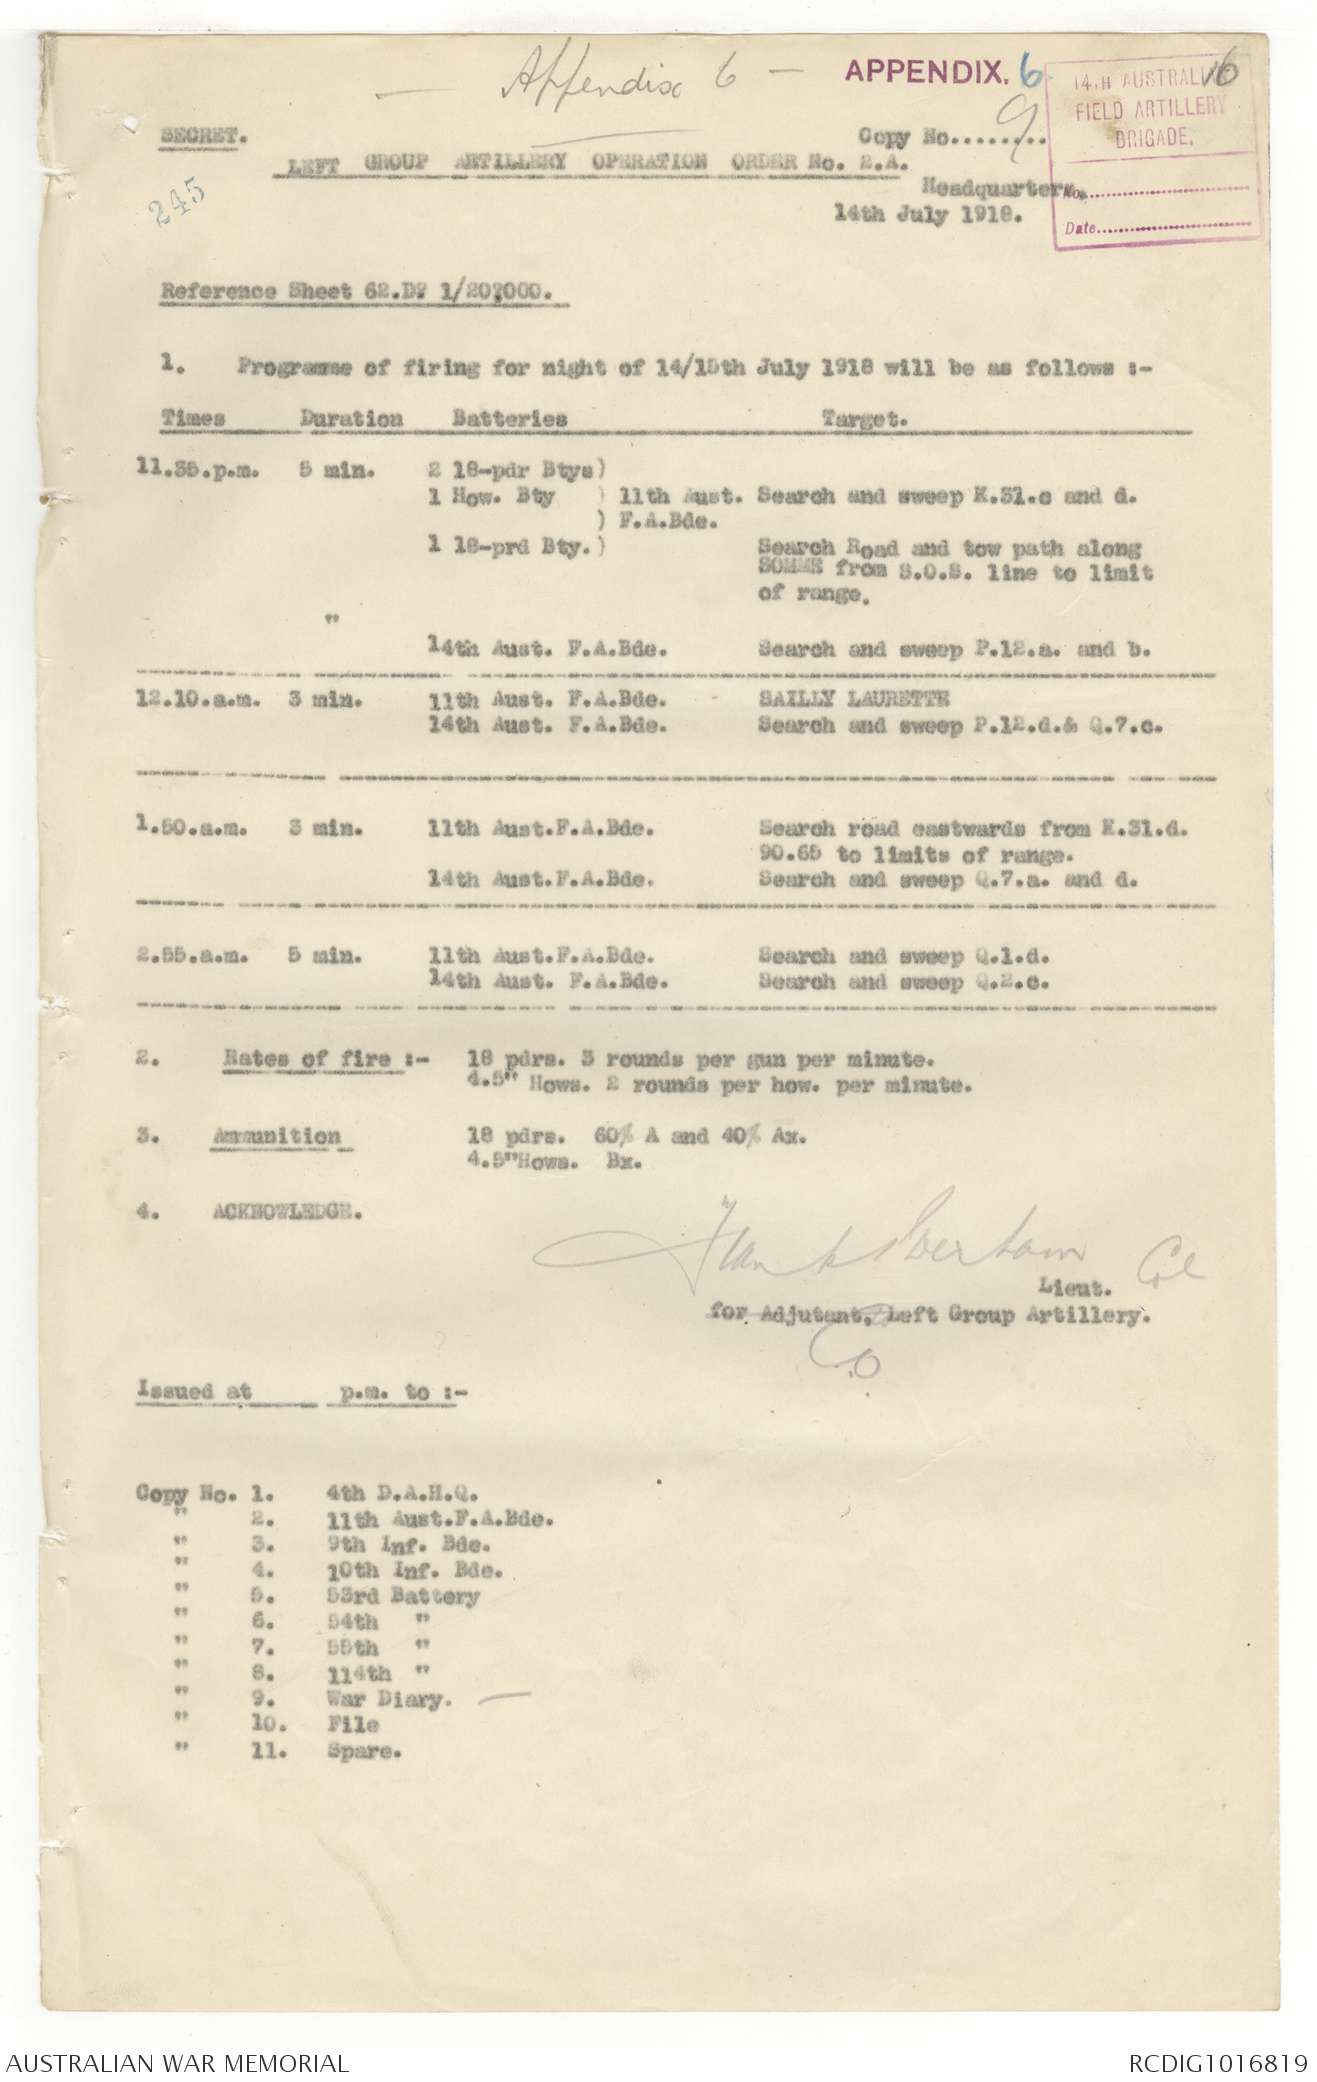 — Appendix 6 —
APPENDIX. 6
16
14TH AUSTRALIAN
FIELD ARTILLERY
BRIGADE.
No.
Date
SECRET.
Copy No....9....
LEFT GROUP ARTILLERY OPERATION ORDER No. 2.A.
245
Headquarters.
14th July 1918.
Reference Sheet 62.D? 1/20?000.
1. Programme of firing for night of 14/15th July 1918 will be as follows :-
Times Duration Batteries Target.
11.35.p.m. 5 min. 2 18-pdr Btys)
1 How. Bty ) 11th Aust. Search and sweep K.31.c and d.
) F.A.Bde.
1 18-prd Bty.) Search Road and tow path along
SOMME from S.O.S. line to limit
of range.
"
14th Aust. F.A.Bde. Search and sweep P.12.a. and b.
12.10.a.m. 3 min. 11th Aust. F.A.Bde. - SAILLY LAURETTE
14th Aust. F.A.Bde. Search and sweep P.12.d.& Q.7.c.
1.50.a.m. 3 min. 11th Aust.F.A.Bde. Search road eastwards from K.31.d.
90.65 to limits of range.
14th Aust.F.A.Bde. Search and sweep Q.7.a. and d.
2.55.a.m. 5 min. 11th Aust.F.A.Bde. Search and sweep Q.1.d.
14th Aust. F.A.Bde. Search and sweep Q.2.c.
2. Rates of fire :- 18 pdrs. 3 rounds per gun per minute.
4.5" Hows. 2 rounds per how. per minute.
3. Ammunition 18 pdrs. 60% A and 40% Ax.
4.5"Hows. Bx.
4. ACKNOWLEDGE.
Lieut. Col
for Adjutant, Left Group Artillery.
Co
Issued at p.m. to :-
Copy No. 1. 4th D.A.H.Q.
" 2. 11th Aust.F.A.Bde.
" 3. 9th Inf. Bde.
" 4. 10th Inf. Bde.
" 5. 53rd Battery
" 6. 54th "
" 7. 55th "
" 8. 114th "
" 9. War Diary. —
" 10. File
" 11. Spare.
AUSTRALIAN WAR MEMORIAL
RCDIG1016819